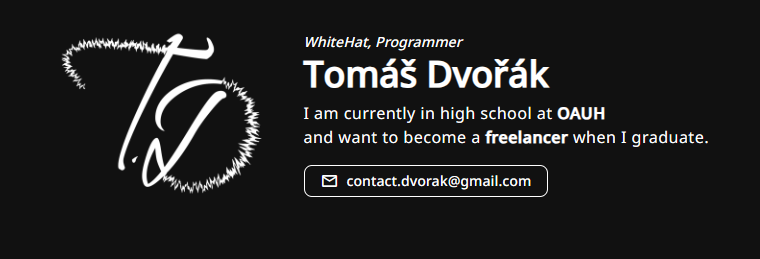 TD
WhiteHat, Programmer
Tomáš Dvořák
I am currently in high school at OAUH
and want to become a freelancer when I graduate.
contact.dvorak@gmail.com